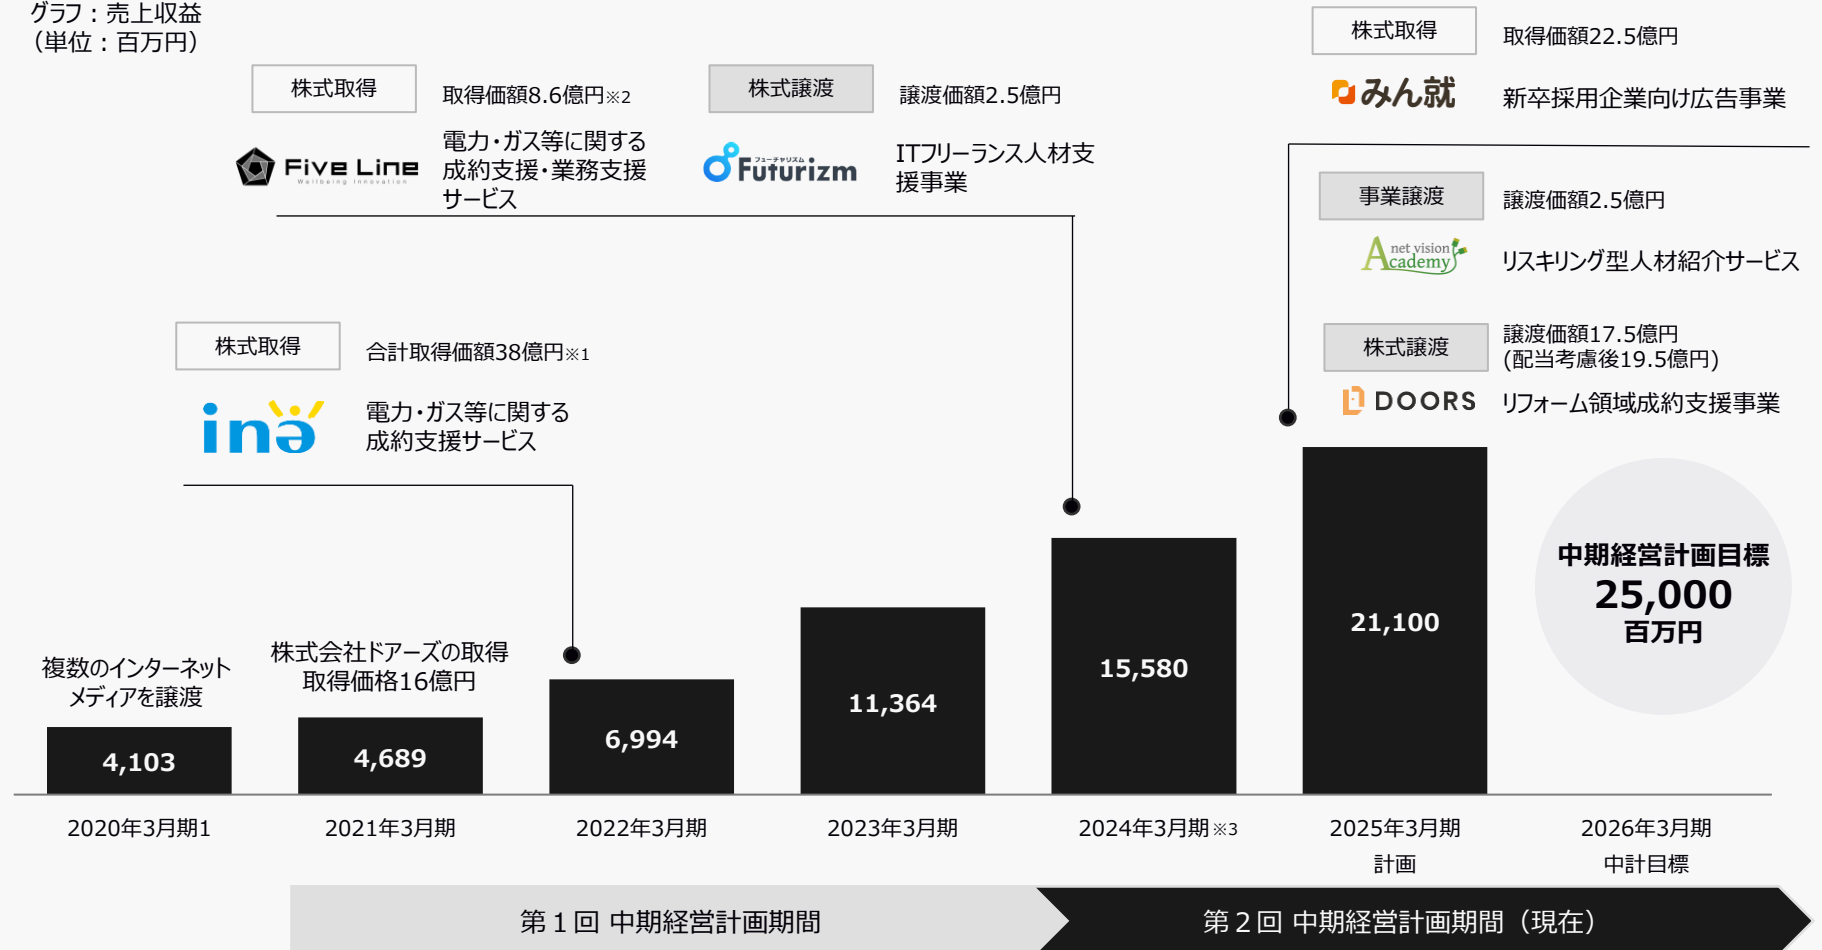 グラフ：売上収益
（単位：百万円）
株式取得
取得価額8.6億円※2
Five Line
Wellbeing Innovation
電力・ガス等に関する
成約支援・業務支援
サービス
株式譲渡
譲渡価額2.5億円
フューチャリズム
Futurizm
ITフリーランス人材支
援事業
株式取得
取得価額22.5億円
みん就
新卒採用企業向け広告事業
事業譲渡
譲渡価額2.5億円
net vision
Academy
リスキリング型人材紹介サービス
株式譲渡
譲渡価額17.5億円
(配当考慮後19.5億円)
DOORS
リフォーム領域成約支援事業
株式取得
合計取得価額38億円※1
ine
電力・ガス等に関する
成約支援サービス
複数のインターネット
メディアを譲渡
株式会社ドアーズの取得
取得価格16億円
4,103
4,689
6,994
11,364
15,580
21,100
中期経営計画目標
25,000
百万円
2020年3月期1
2021年3月期
2022年3月期
2023年3月期
2024年3月期※3
2025年3月期
計画
2026年3月期
中計目標
第１回 中期経営計画期間
第２回 中期経営計画期間（現在）